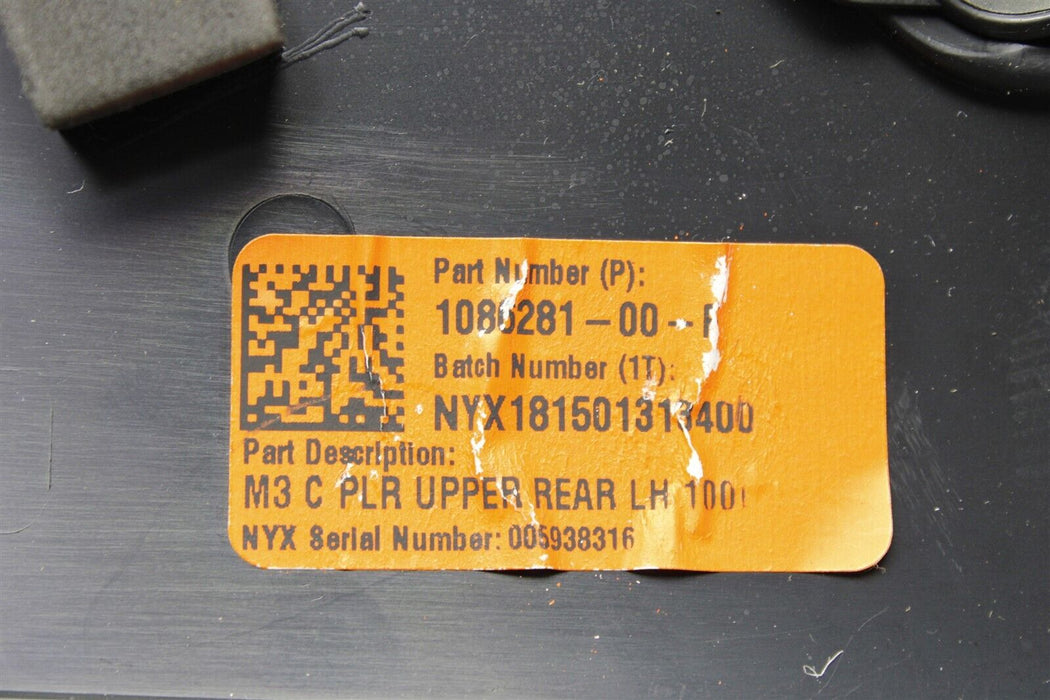 Part Number (P):
1086281-00-F
Batch Number (1T):
NYX181501313400
Part Description:
M3 C PLR UPPER REAR LH 100
NYX Serial Number: 005938316